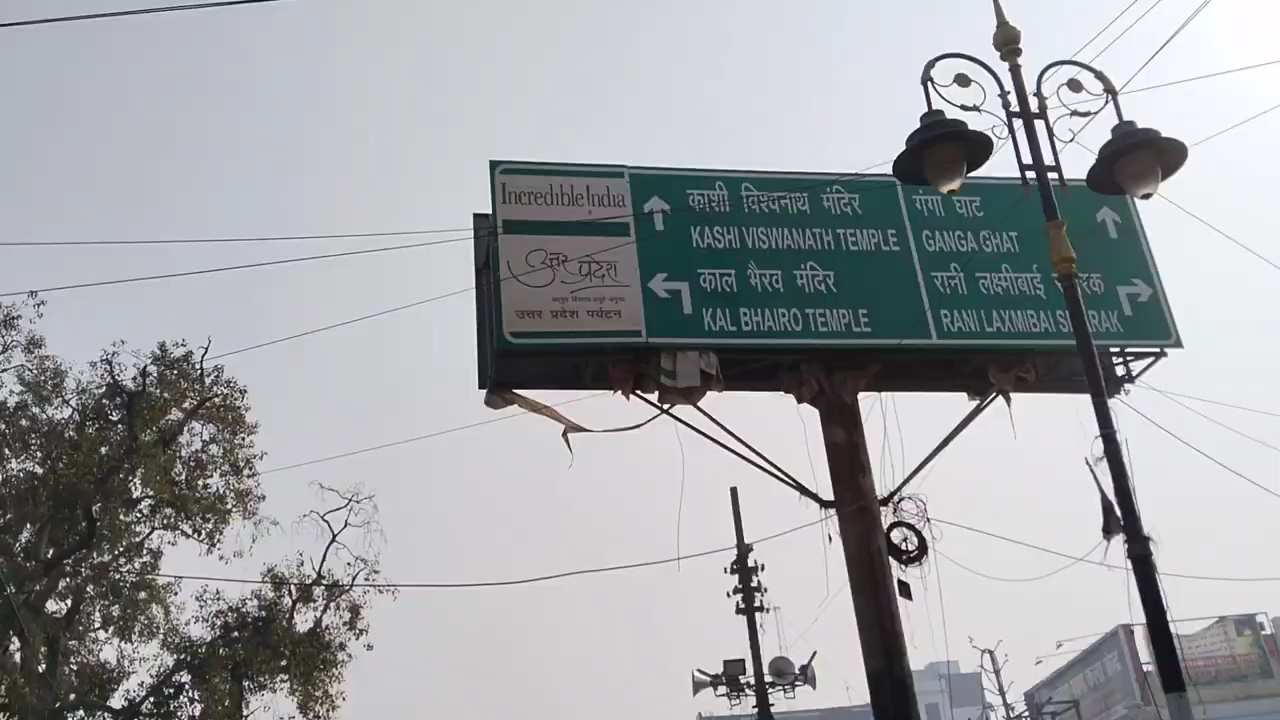 Incredible India
उत्तर प्रदेश
उत्तर प्रदेश पर्यटन
काशी विश्वनाथ मंदिर
KASHI VISWANATH TEMPLE
काल भैरव मंदिर
KAL BHAIRO TEMPLE
गंगा घाट
GANGA GHAT
रानी लक्ष्मीबाई
RANI LAXMIBAI